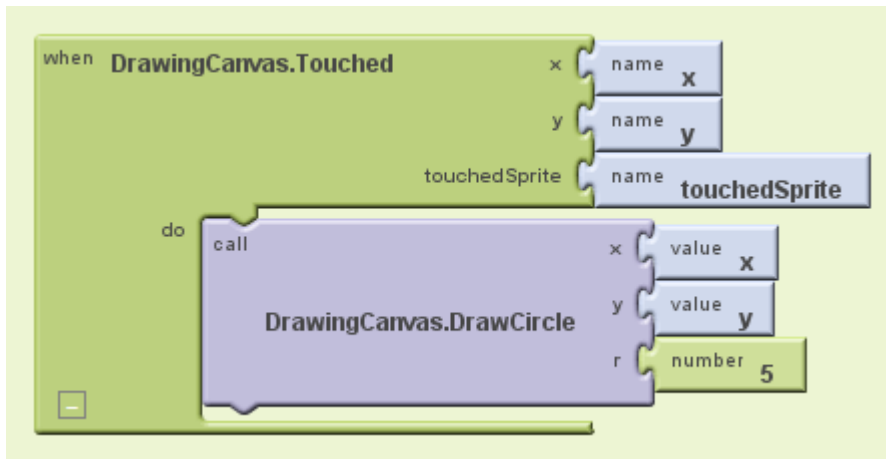 when DrawingCanvas.Touched x name x
y name y
touchedSprite name touchedSprite
do call x value x
DrawingCanvas.DrawCircle y value y
r number 5